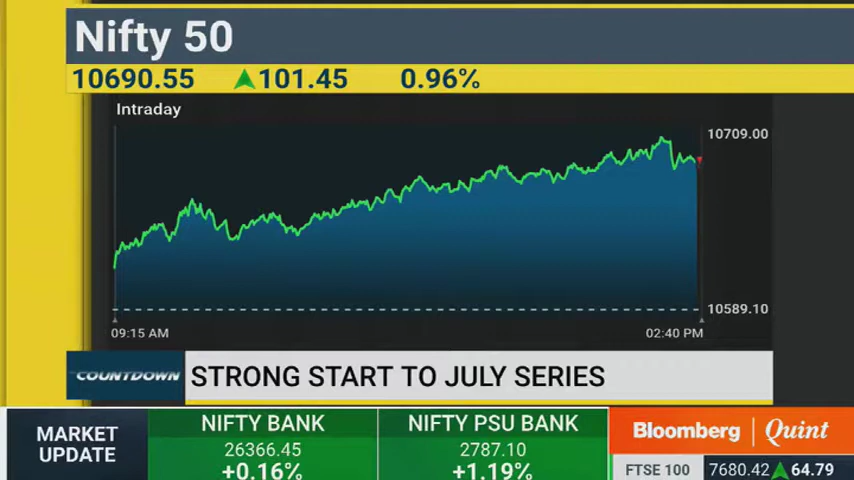 Nifty 50
10690.55 ▲101.45 0.96%
Intraday
10709.00
10589.10
09:15 AM 02:40 PM
COUNTDOWN STRONG START TO JULY SERIES
MARKET UPDATE
NIFTY BANK
26366.45
+0.16%
NIFTY PSU BANK
2787.10
+1.19%
Bloomberg | Quint
FTSE 100 7680.42 ▲ 64.79